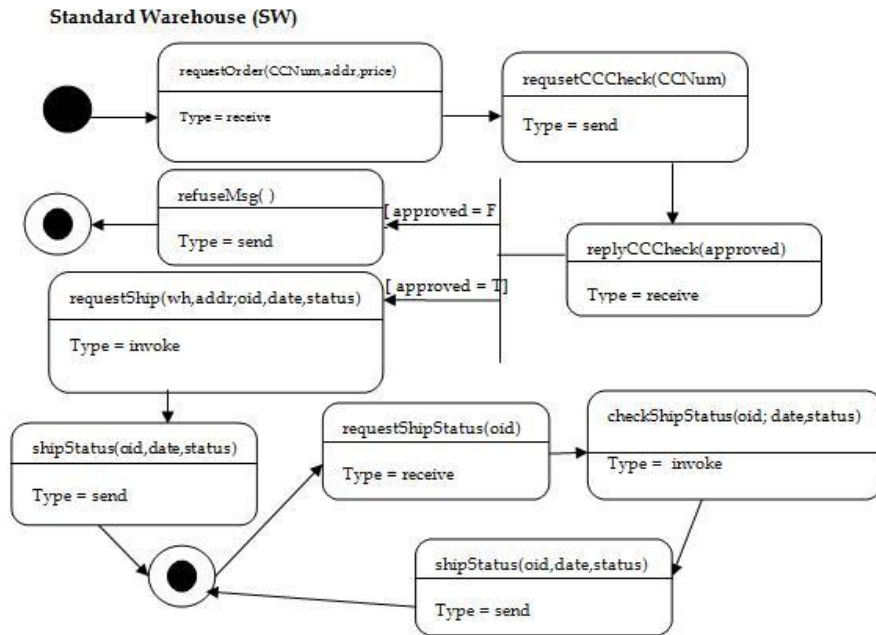 Standard Warehouse (SW)
requestOrder(CCNum,addr,price)
Type = receive
requsetCCCheck(CCNum)
Type = send
refuseMsg( )
Type = send
[ approved = F
replyCCCheck(approved)
Type = receive
[ approved = T]
requestShip(wh,addr;oid,date,status)
Type = invoke
shipStatus(oid,date,status)
Type = send
requestShipStatus(oid)
Type = receive
checkShipStatus(oid; date,status)
Type = invoke
shipStatus(oid,date,status)
Type = send